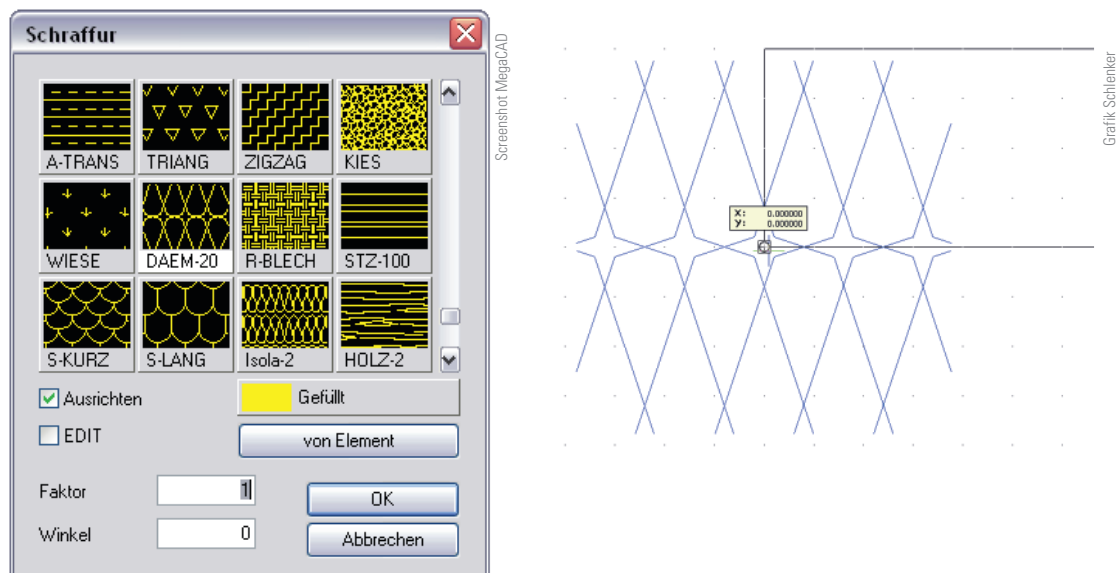 Schraffur
A-TRANS TRIANG ZIGZAG KIES
WIESE DAEM-20 R-BLECH STZ-100
S-KURZ S-LANG Isola-2 HOLZ-2
Ausrichten Gefüllt
EDIT von Element
Faktor 1 OK
Winkel 0 Abbrechen
Screenshot MegaCAD
X: 0.000000
Y: 0.000000
Grafik Schlenker